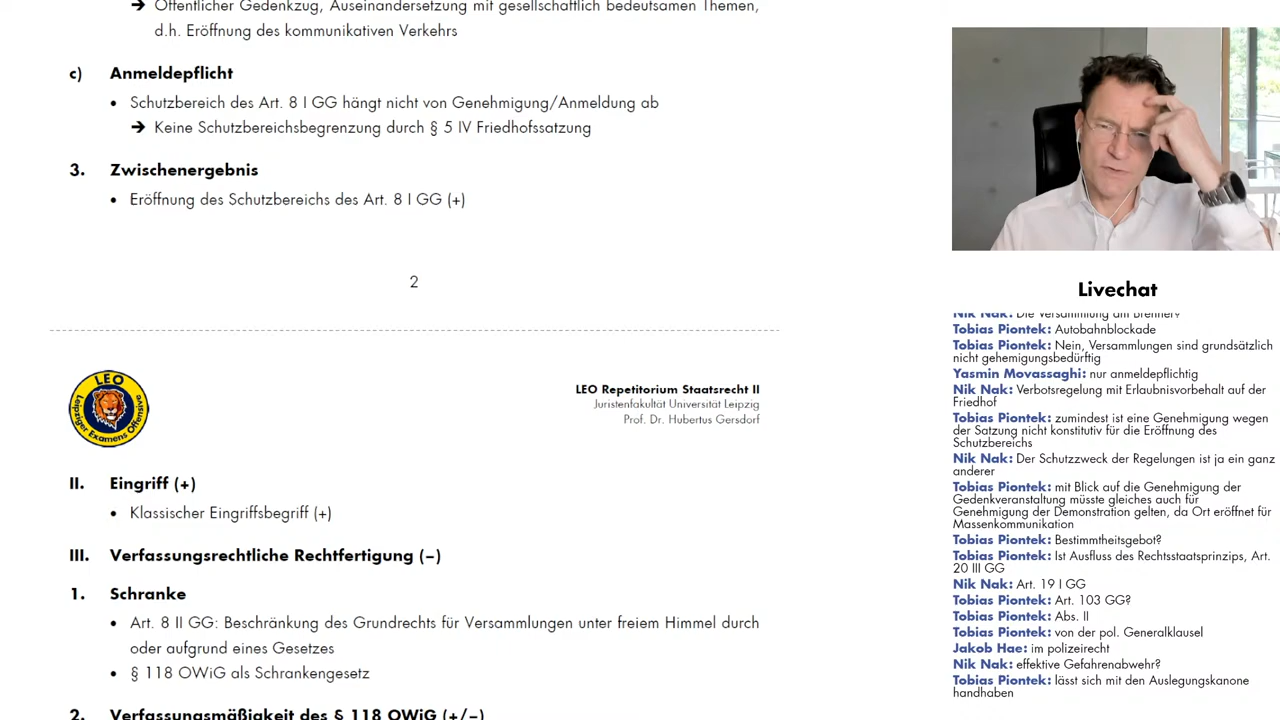 ➔ Öffentlicher Gedenkzug, Auseinandersetzung mit gesellschaftlich bedeutsamen Themen,
d.h. Eröffnung des kommunikativen Verkehrs
c) Anmeldepflicht
• Schutzbereich des Art. 8 I GG hängt nicht von Genehmigung/Anmeldung ab
➔ Keine Schutzbereichsbegrenzung durch § 5 IV Friedhofssatzung
3. Zwischenergebnis
• Eröffnung des Schutzbereichs des Art. 8 I GG (+)
2
LEO
Leipziger Examens Offensive
LEO Repetitorium Staatsrecht II
Juristenfakultät Universität Leipzig
Prof. Dr. Hubertus Gersdorf
II. Eingriff (+)
• Klassischer Eingriffsbegriff (+)
III. Verfassungsrechtliche Rechtfertigung (–)
1. Schranke
• Art. 8 II GG: Beschränkung des Grundrechts für Versammlungen unter freiem Himmel durch
oder aufgrund eines Gesetzes
• § 118 OWiG als Schrankengesetz
2. Verfassungsmäßigkeit des § 118 OWiG (+/–)
Livechat
Nik Nak: Die Versammlung am Brenner?
Tobias Piontek: Autobahnblockade
Tobias Piontek: Nein, Versammlungen sind grundsätzlich
nicht gehemigungsbedürftig
Yasmin Movassaghi: nur anmeldepflichtig
Nik Nak: Verbotsregelung mit Erlaubnisvorbehalt auf der
Friedhof
Tobias Piontek: zumindest ist eine Genehmigung wegen
der Satzung nicht konstitutiv für die Eröffnung des
Schutzbereichs
Nik Nak: Der Schutzzweck der Regelungen ist ja ein ganz
anderer
Tobias Piontek: mit Blick auf die Genehmigung der
Gedenkveranstaltung müsste gleiches auch für
Genehmigung der Demonstration gelten, da Ort eröffnet für
Massenkommunikation
Tobias Piontek: Bestimmtheitsgebot?
Tobias Piontek: Ist Ausfluss des Rechtsstaatsprinzips, Art.
20 III GG
Nik Nak: Art. 19 I GG
Tobias Piontek: Art. 103 GG?
Tobias Piontek: Abs. II
Tobias Piontek: von der pol. Generalklausel
Jakob Hae: im polizeirecht
Nik Nak: effektive Gefahrenabwehr?
Tobias Piontek: lässt sich mit den Auslegungskanone
handhaben